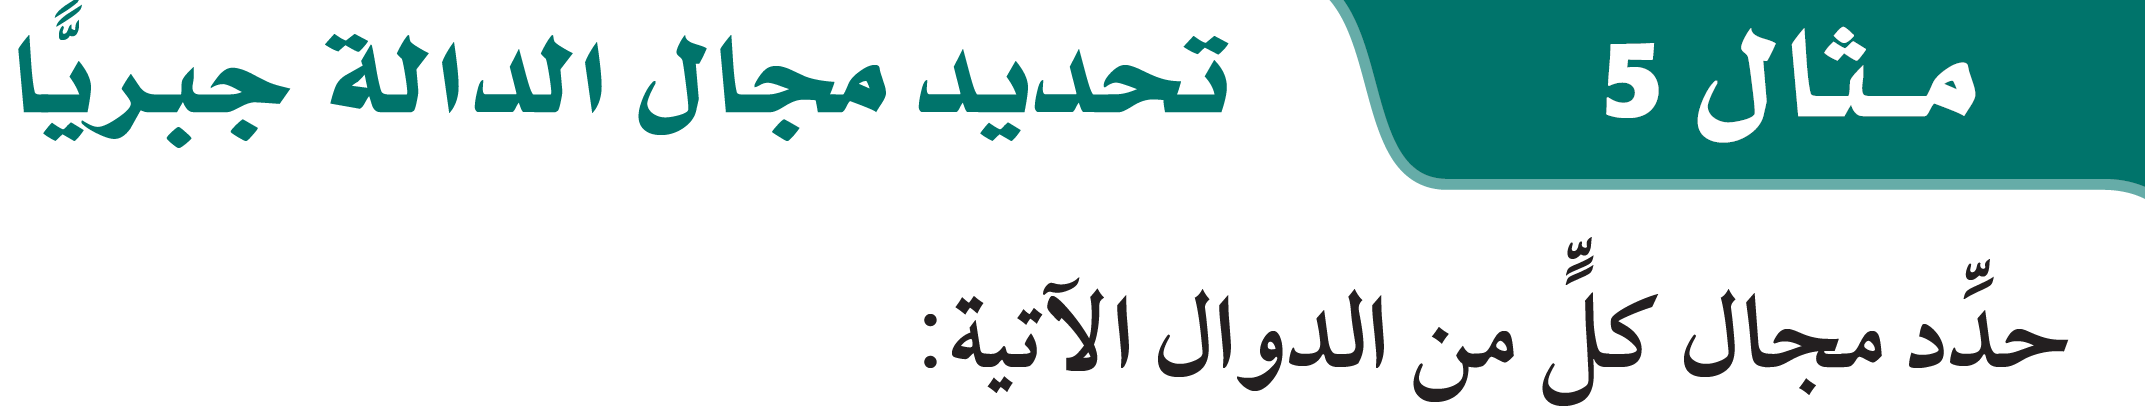 مثال 5 تحديد مجال الدالة جبريًّا
حدِّد مجال كلٍّ من الدوال الآتية: